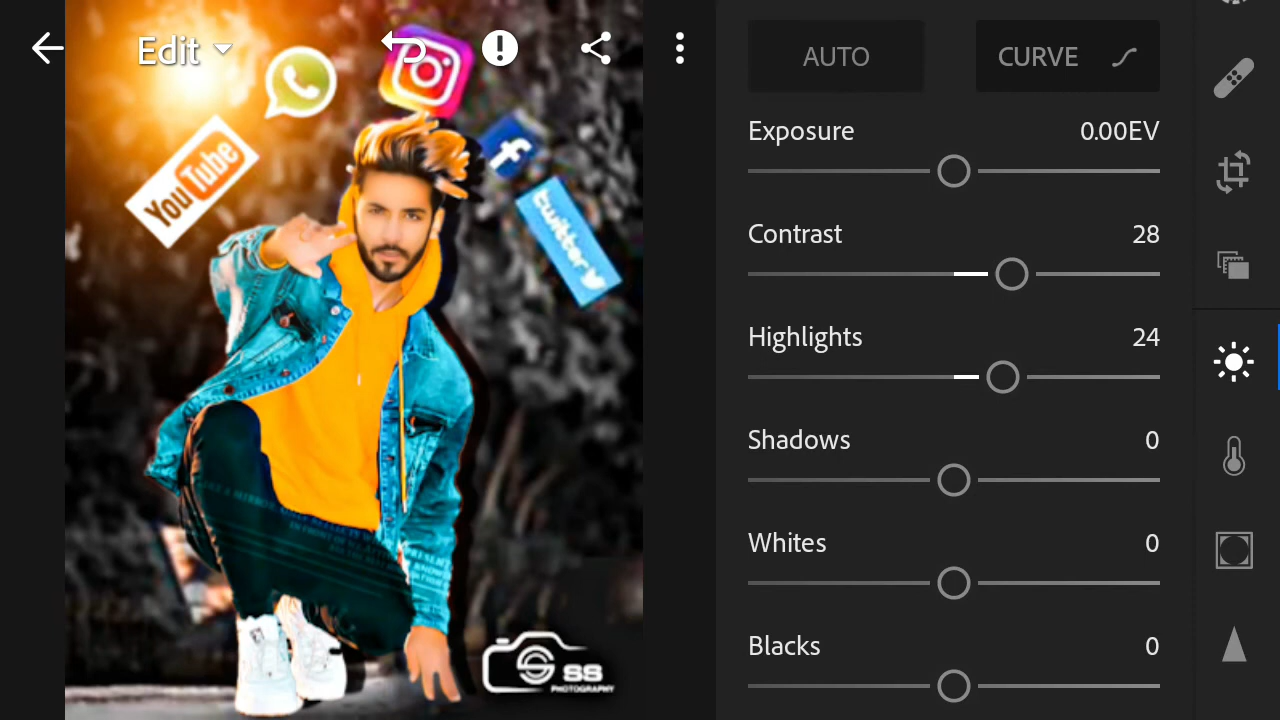 Edit
YouTube
twitter
SS
PHOTOGRAPHY
AUTO
CURVE
Exposure 0.00EV
Contrast 28
Highlights 24
Shadows 0
Whites 0
Blacks 0